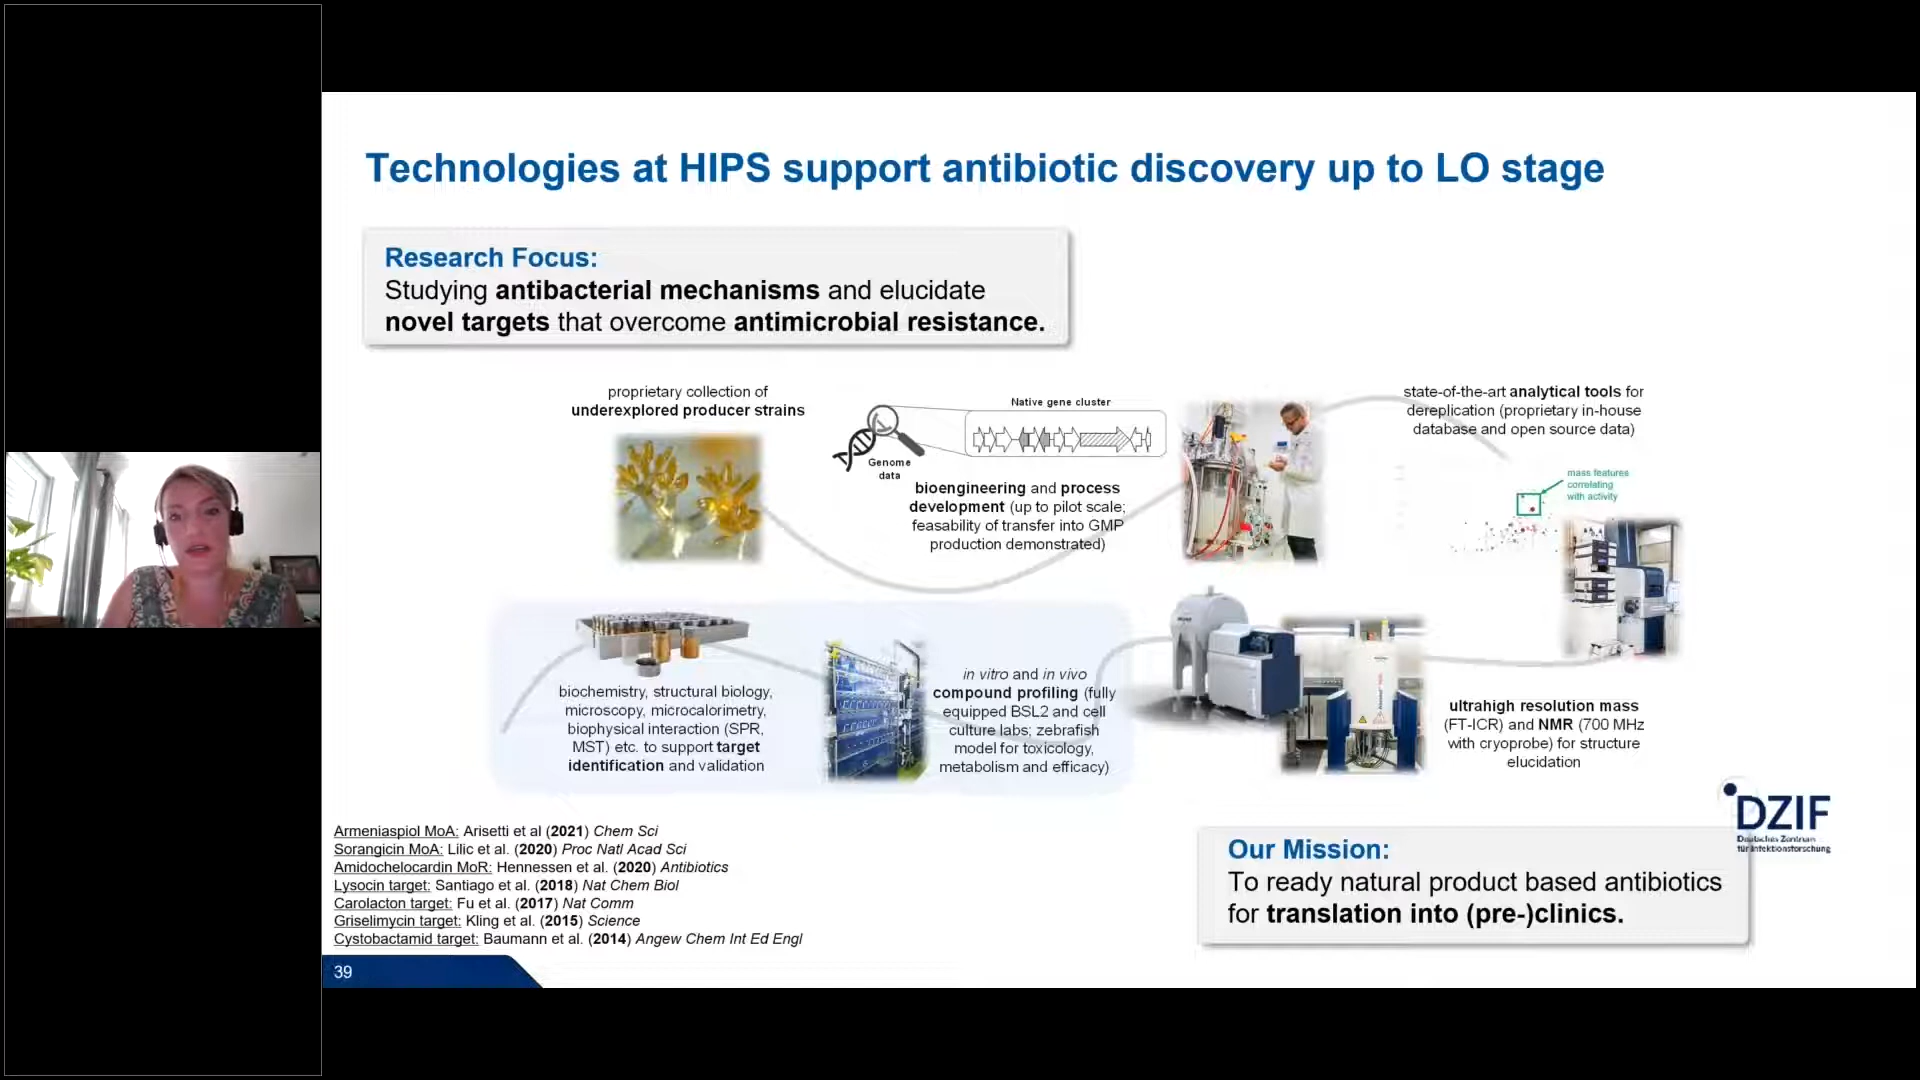 Technologies at HIPS support antibiotic discovery up to LO stage
Research Focus:
Studying antibacterial mechanisms and elucidate
novel targets that overcome antimicrobial resistance.
proprietary collection of
underexplored producer strains
Native gene cluster
Genome
data
bioengineering and process
development (up to pilot scale;
feasability of transfer into GMP
production demonstrated)
state-of-the-art analytical tools for
dereplication (proprietary in-house
database and open source data)
mass features
correlating
with activity
biochemistry, structural biology,
microscopy, microcalorimetry,
biophysical interaction (SPR,
MST) etc. to support target
identification and validation
in vitro and in vivo
compound profiling (fully
equipped BSL2 and cell
culture labs; zebrafish
model for toxicology,
metabolism and efficacy)
ultrahigh resolution mass
(FT-ICR) and NMR (700 MHz
with cryoprobe) for structure
elucidation
Armeniaspiol MoA: Arisetti et al (2021) Chem Sci
Sorangicin MoA: Lilic et al. (2020) Proc Natl Acad Sci
Amidochelocardin MoR: Hennessen et al. (2020) Antibiotics
Lysocin target: Santiago et al. (2018) Nat Chem Biol
Carolacton target: Fu et al. (2017) Nat Comm
Griselimycin target: Kling et al. (2015) Science
Cystobactamid target: Baumann et al. (2014) Angew Chem Int Ed Engl
DZIF
Deutsches Zentrum
für Infektionsforschung
Our Mission:
To ready natural product based antibiotics
for translation into (pre-)clinics.
39